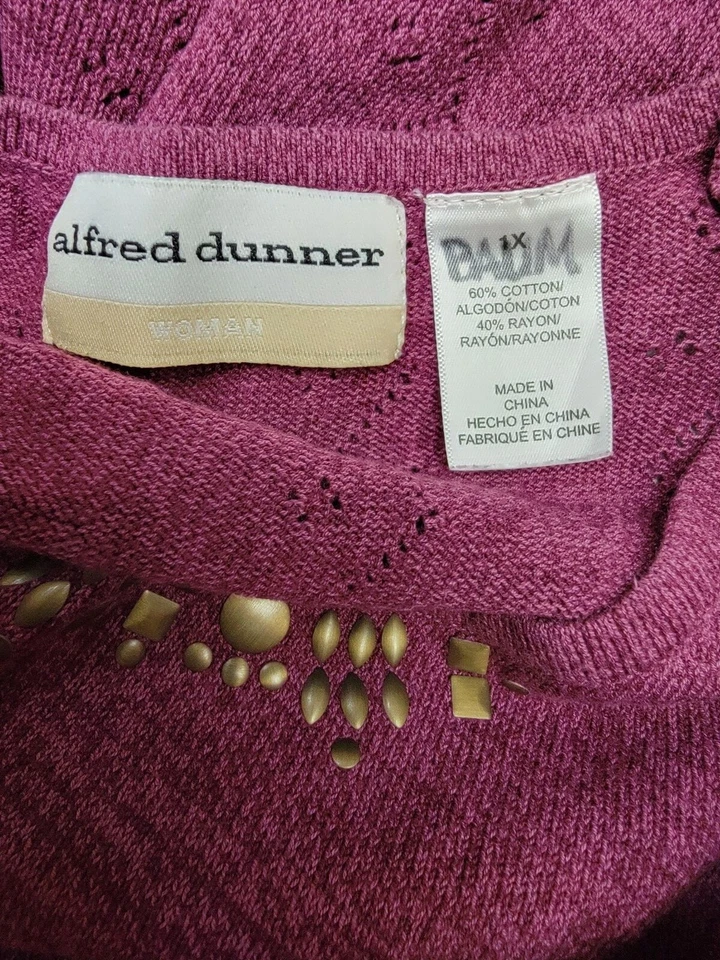 alfred dunner
WOMAN
1X
BAUM
60% COTTON/
ALGODÓN/COTON
40% RAYON/
RAYÓN/RAYONNE
MADE IN
CHINA
HECHO EN CHINA
FABRIQUÉ EN CHINE